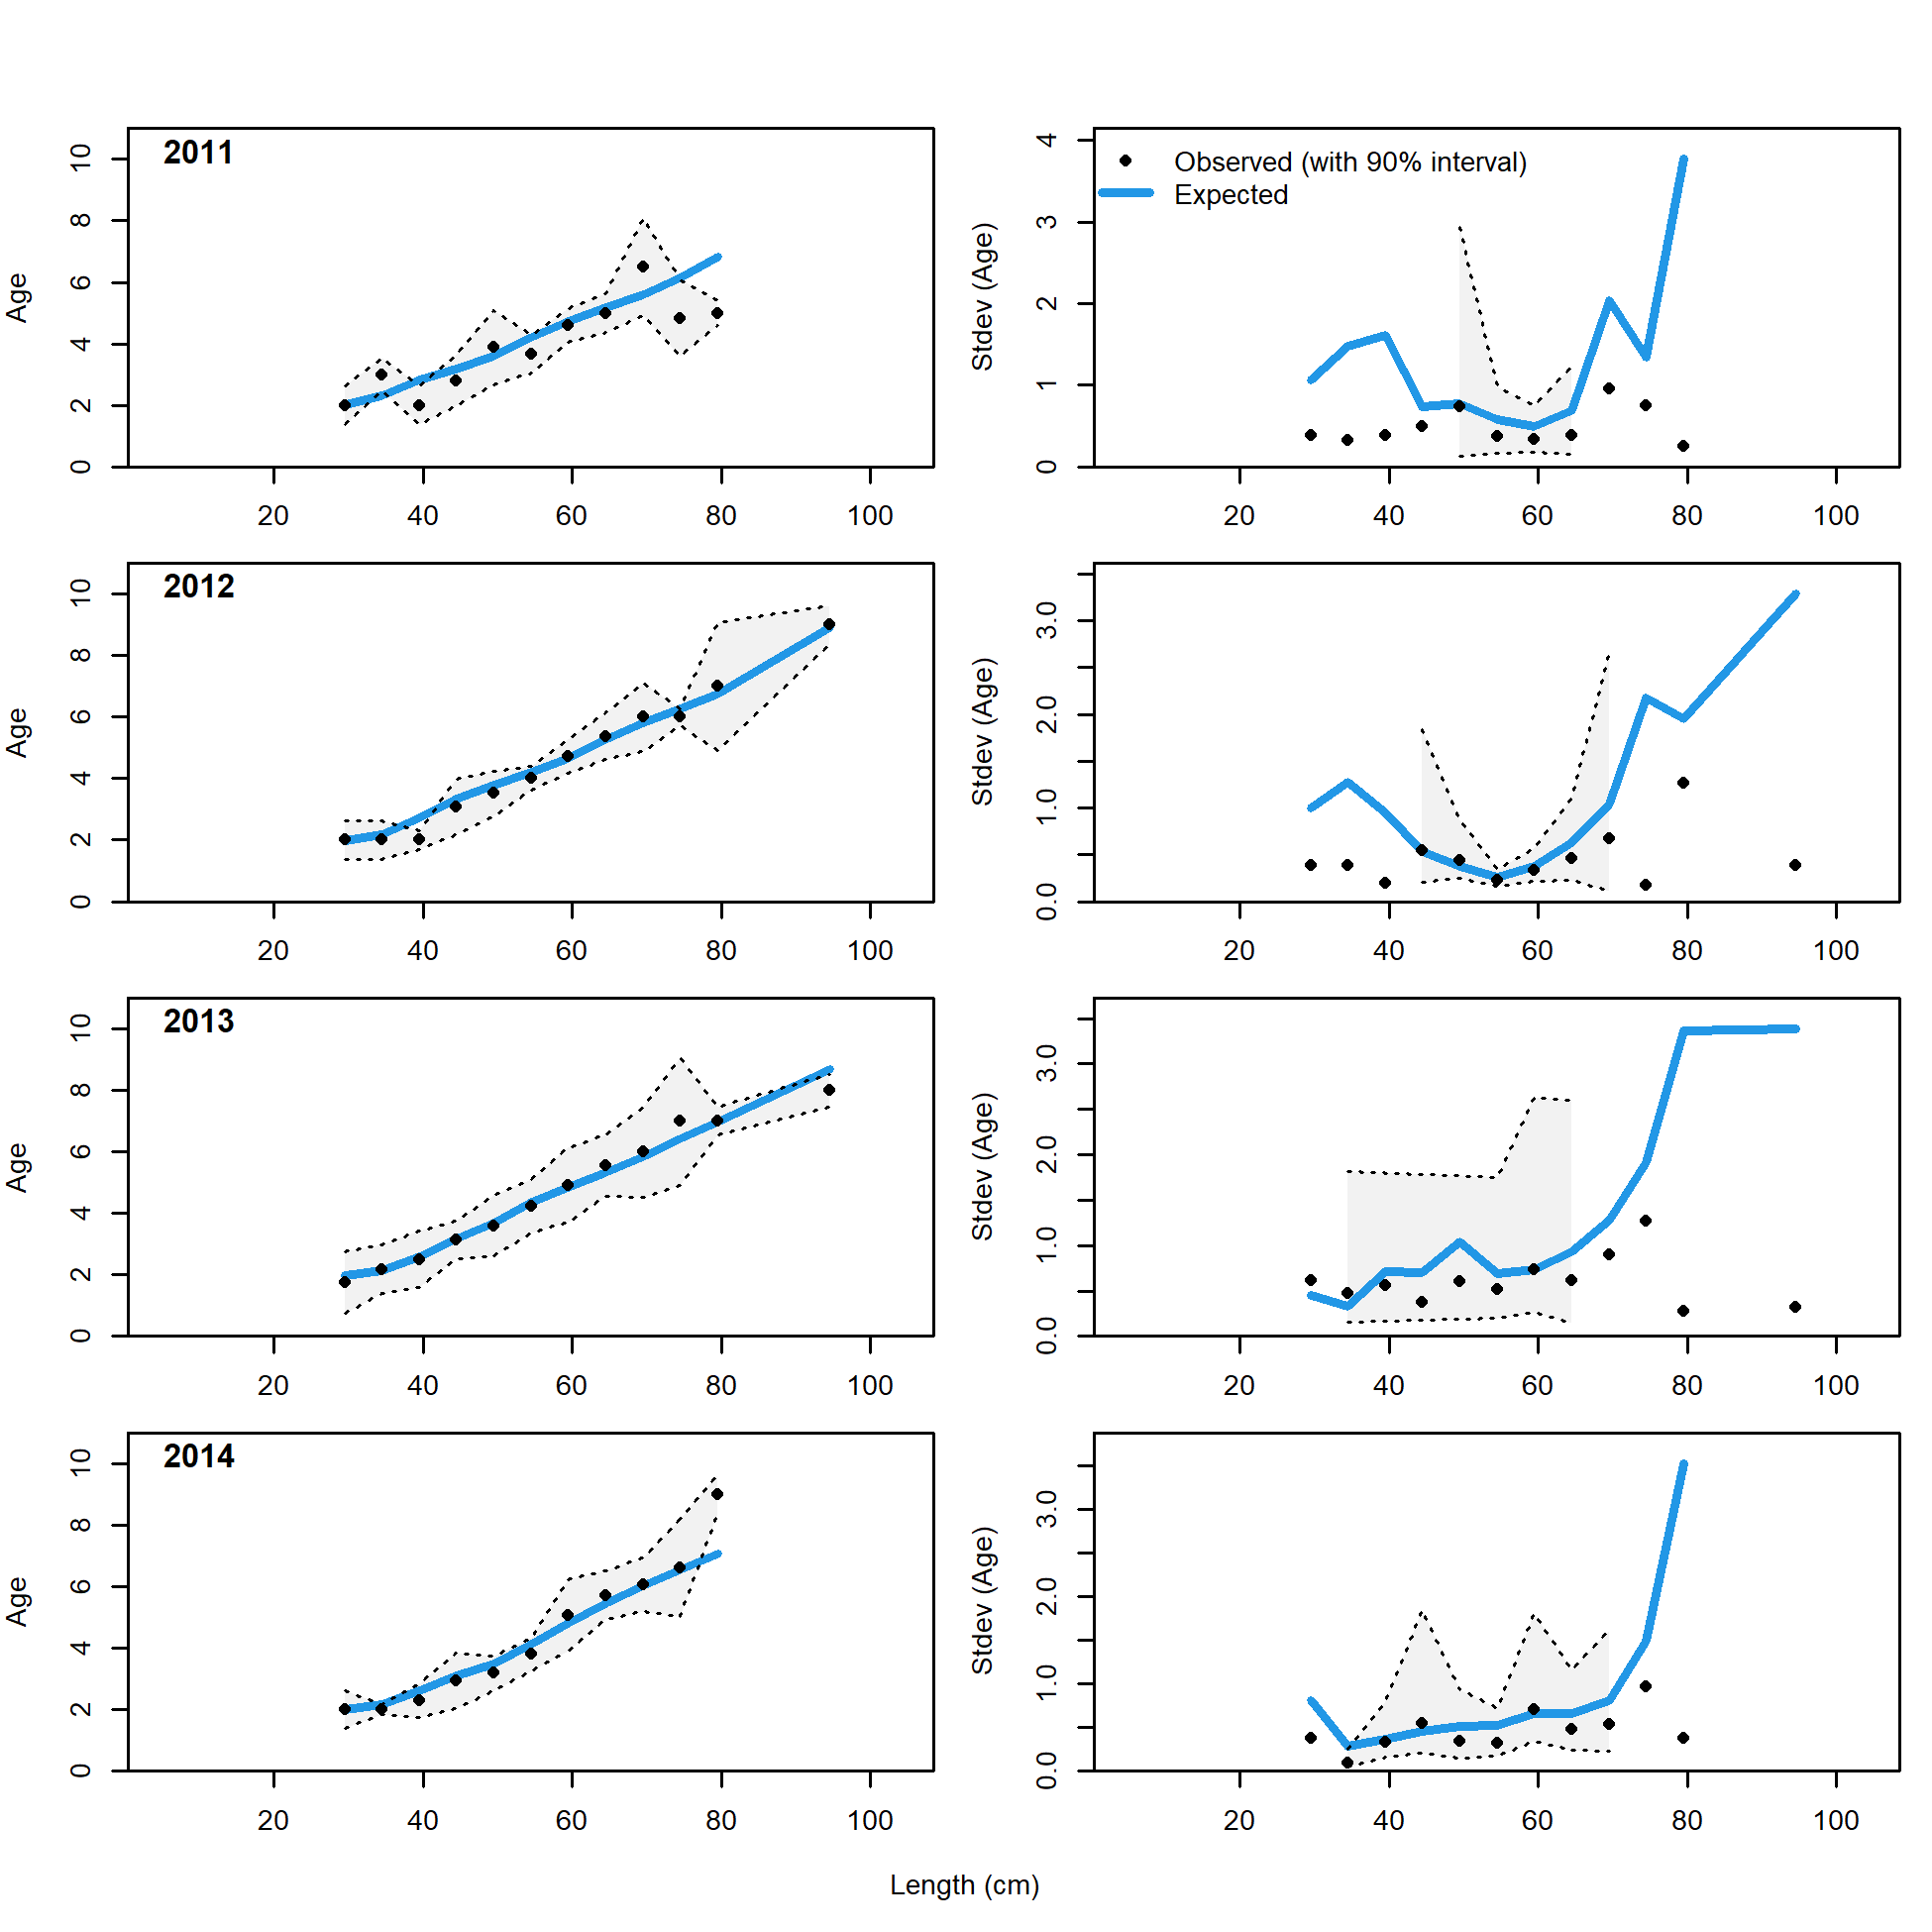 2011
Age
0 2 4 6 8 10
20 40 60 80 100
Observed (with 90% interval)
Expected
Stdev (Age)
0 1 2 3 4
20 40 60 80 100
2012
Age
0 2 4 6 8 10
20 40 60 80 100
Stdev (Age)
0.0 1.0 2.0 3.0
20 40 60 80 100
2013
Age
0 2 4 6 8 10
20 40 60 80 100
Stdev (Age)
0.0 1.0 2.0 3.0
20 40 60 80 100
2014
Age
0 2 4 6 8 10
20 40 60 80 100
Stdev (Age)
0.0 1.0 2.0 3.0
20 40 60 80 100
Length (cm)